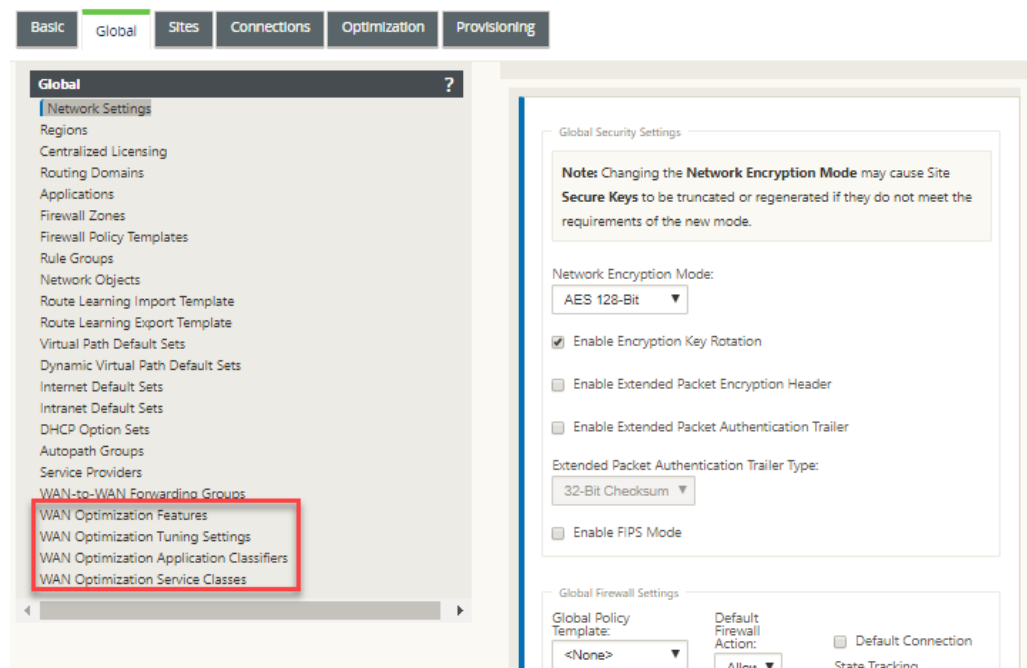 Basic Global Sites Connections Optimization Provisioning
Global ?
Network Settings
Regions
Centralized Licensing
Routing Domains
Applications
Firewall Zones
Firewall Policy Templates
Rule Groups
Network Objects
Route Learning Import Template
Route Learning Export Template
Virtual Path Default Sets
Dynamic Virtual Path Default Sets
Internet Default Sets
Intranet Default Sets
DHCP Option Sets
Autopath Groups
Service Providers
WAN-to-WAN Forwarding Groups
WAN Optimization Features
WAN Optimization Tuning Settings
WAN Optimization Application Classifiers
WAN Optimization Service Classes
Global Security Settings
Note: Changing the Network Encryption Mode may cause Site
Secure Keys to be truncated or regenerated if they do not meet the
requirements of the new mode.
Network Encryption Mode:
AES 128-Bit
Enable Encryption Key Rotation
Enable Extended Packet Encryption Header
Enable Extended Packet Authentication Trailer
Extended Packet Authentication Trailer Type:
32-Bit Checksum
Enable FIPS Mode
Global Firewall Settings
Global Policy
Template:
<None>
Default
Firewall
Action:
Allow
Default Connection
State Tracking